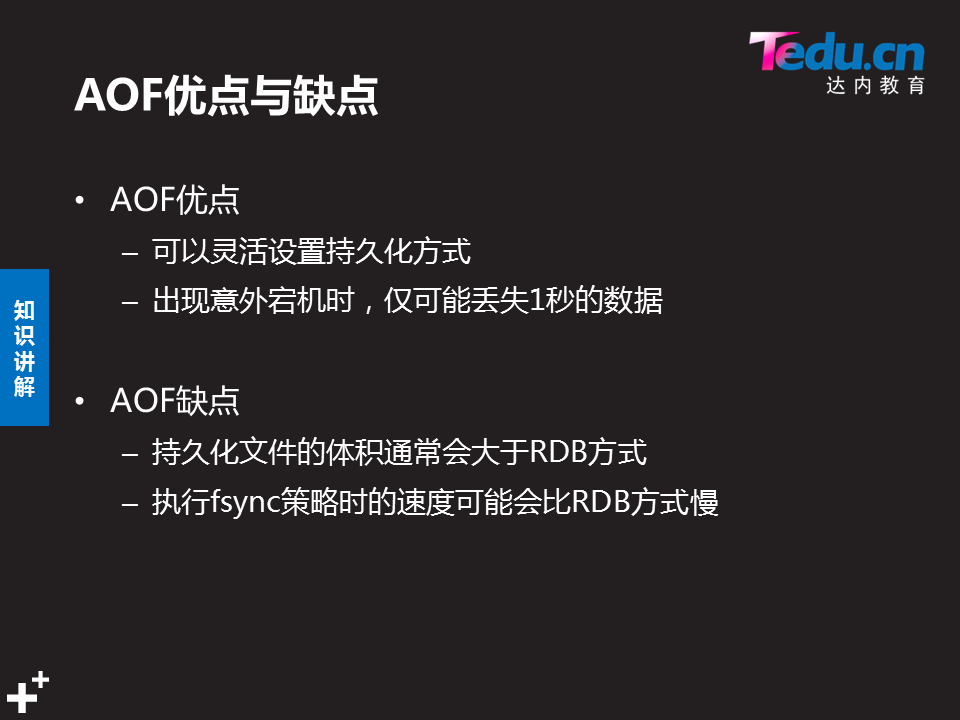 Tedu.cn
达内教育
AOF优点与缺点
• AOF优点
– 可以灵活设置持久化方式
– 出现意外宕机时，仅可能丢失1秒的数据
知识讲解
• AOF缺点
– 持久化文件的体积通常会大于RDB方式
– 执行fsync策略时的速度可能会比RDB方式慢